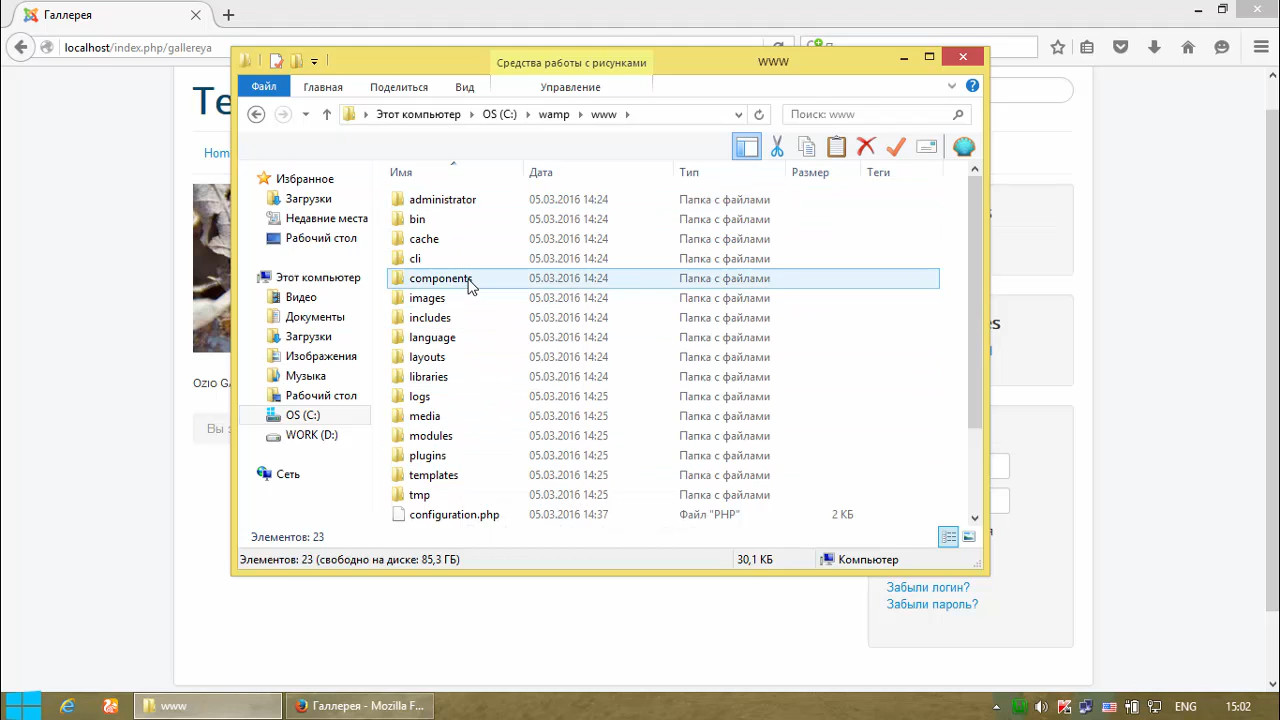 Галлерея
localhost/index.php/gallereya
Te
Home
Ozio G
Вы з
s
es
Средства работы с рисунками
www
Файл
Главная
Поделиться
Вид
Управление
Этот компьютер
OS (C:)
wamp
www
Поиск: www
Имя
Дата
Тип
Размер
Теги
Избранное
Загрузки
Недавние места
Рабочий стол
Этот компьютер
Видео
Документы
Загрузки
Изображения
Музыка
Рабочий стол
OS (C:)
WORK (D:)
Сеть
administrator 05.03.2016 14:24 Папка с файлами
bin 05.03.2016 14:24 Папка с файлами
cache 05.03.2016 14:24 Папка с файлами
cli 05.03.2016 14:24 Папка с файлами
components 05.03.2016 14:24 Папка с файлами
images 05.03.2016 14:24 Папка с файлами
includes 05.03.2016 14:24 Папка с файлами
language 05.03.2016 14:24 Папка с файлами
layouts 05.03.2016 14:24 Папка с файлами
libraries 05.03.2016 14:24 Папка с файлами
logs 05.03.2016 14:25 Папка с файлами
media 05.03.2016 14:25 Папка с файлами
modules 05.03.2016 14:25 Папка с файлами
plugins 05.03.2016 14:25 Папка с файлами
templates 05.03.2016 14:25 Папка с файлами
tmp 05.03.2016 14:25 Папка с файлами
configuration.php 05.03.2016 14:37 Файл "PHP" 2 КБ
Элементов: 23
Элементов: 23 (свободно на диске: 85,3 ГБ)
30,1 КБ
Компьютер
Забыли логин?
Забыли пароль?
www
Галлерея - Mozilla F...
ENG
15:02